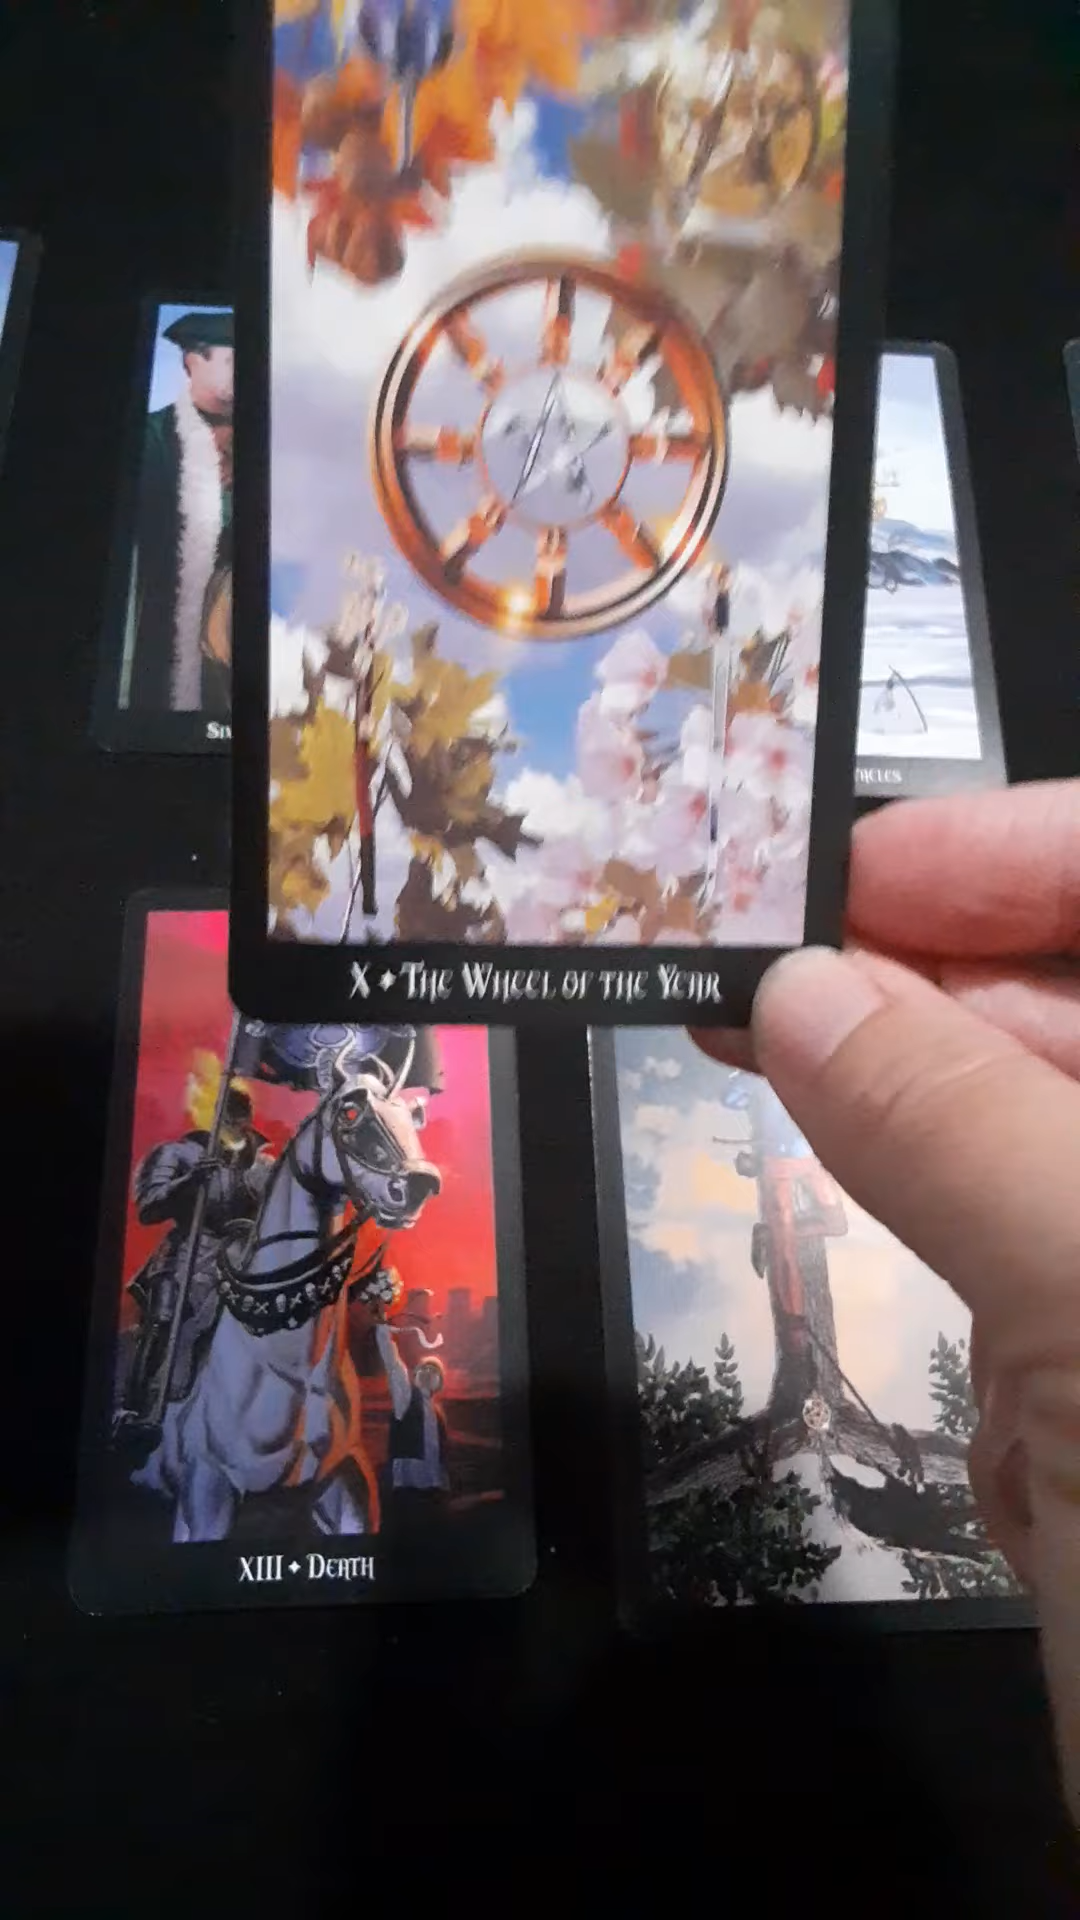 X ✦ The Wheel of the Year
XIII ✦ Death